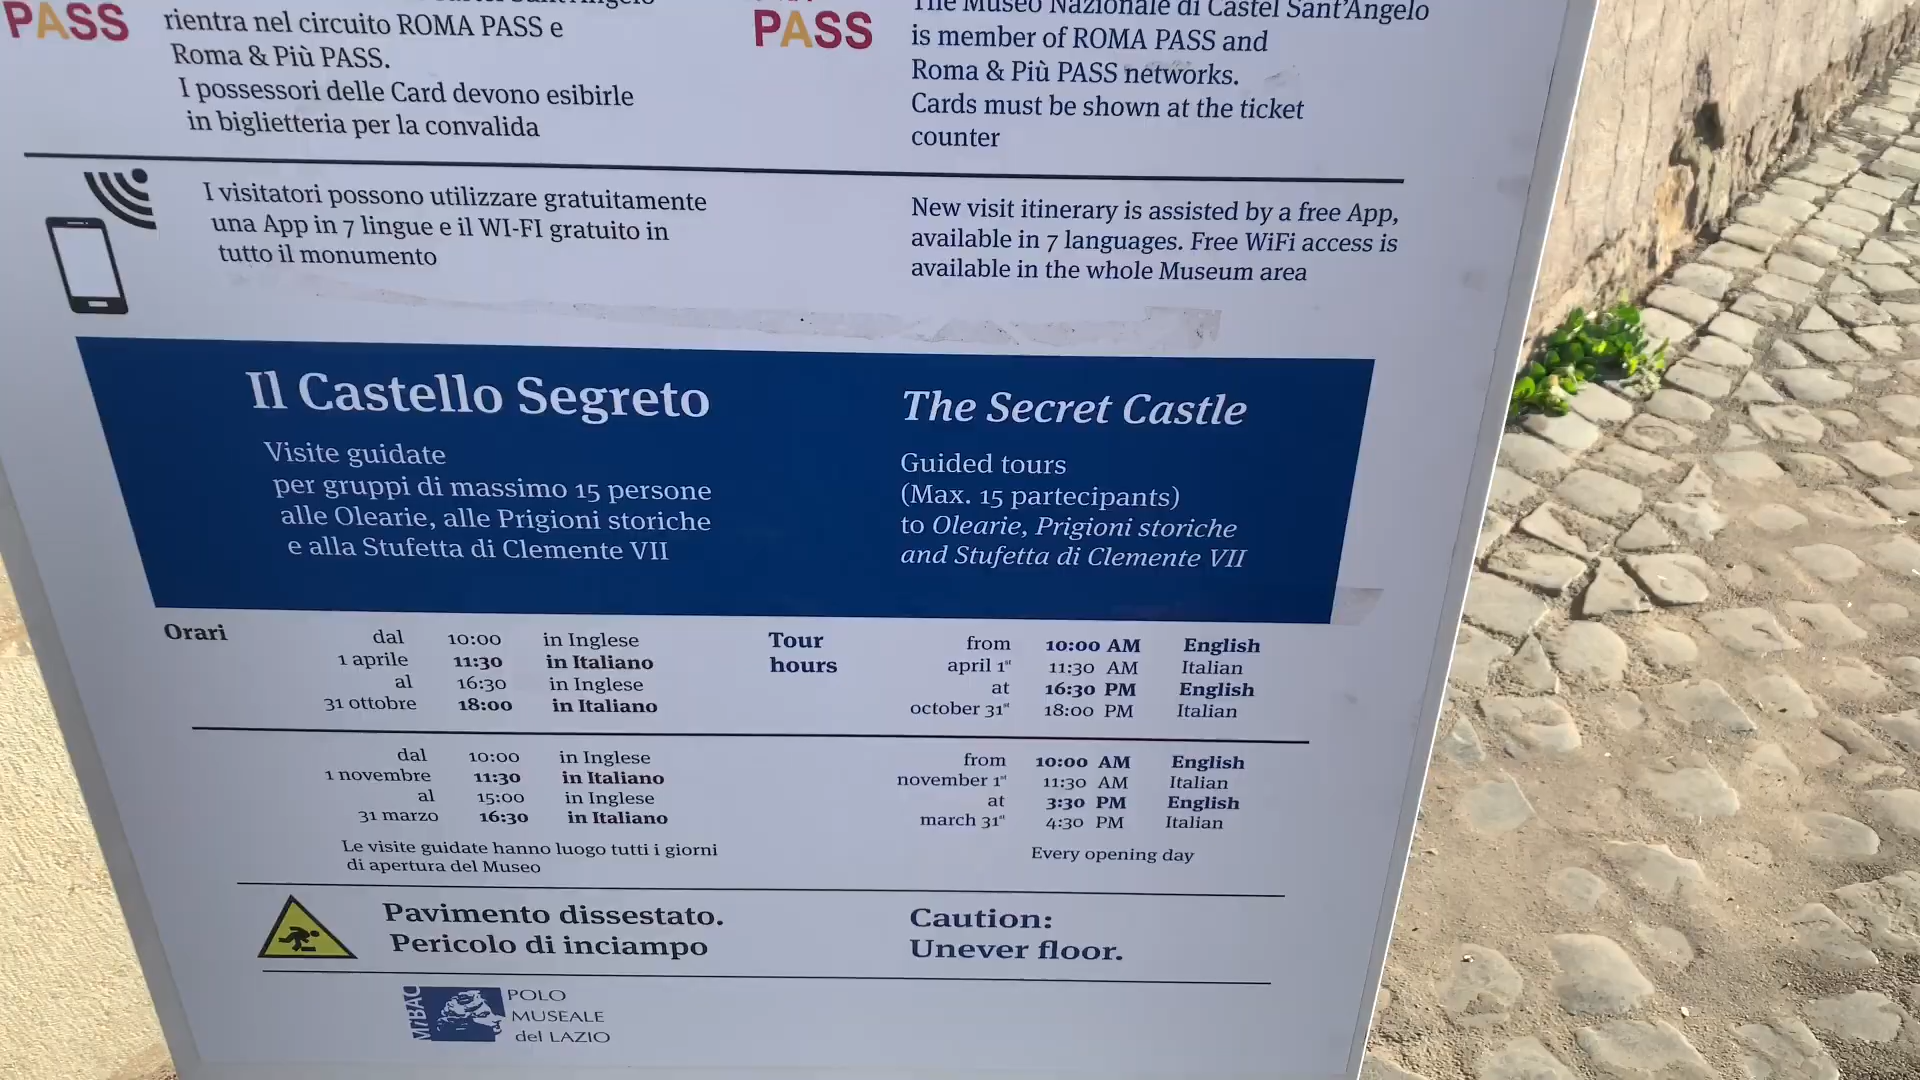 PASS
rientra nel circuito ROMA PASS e
Roma & Più PASS.
I possessori delle Card devono esibirle
in biglietteria per la convalida
PASS
The Museo Nazionale di Castel Sant'Angelo
is member of ROMA PASS and
Roma & Più PASS networks.
Cards must be shown at the ticket
counter
I visitatori possono utilizzare gratuitamente
una App in 7 lingue e il WI-FI gratuito in
tutto il monumento
New visit itinerary is assisted by a free App,
available in 7 languages. Free WiFi access is
available in the whole Museum area
Il Castello Segreto
Visite guidate
per gruppi di massimo 15 persone
alle Olearie, alle Prigioni storiche
e alla Stufetta di Clemente VII
The Secret Castle
Guided tours
(Max. 15 partecipants)
to Olearie, Prigioni storiche
and Stufetta di Clemente VII
Orari
dal 10:00 in Inglese
1 aprile 11:30 in Italiano
al 16:30 in Inglese
31 ottobre 18:00 in Italiano
Tour
hours
from 10:00 AM English
april 1st 11:30 AM Italian
at 16:30 PM English
october 31st 18:00 PM Italian
dal 10:00 in Inglese
1 novembre 11:30 in Italiano
al 15:00 in Inglese
31 marzo 16:30 in Italiano
Le visite guidate hanno luogo tutti i giorni
di apertura del Museo
from 10:00 AM English
november 1st 11:30 AM Italian
at 3:30 PM English
march 31st 4:30 PM Italian
Every opening day
Pavimento dissestato.
Pericolo di inciampo
Caution:
Unever floor.
MiBAC
POLO
MUSEALE
del LAZIO